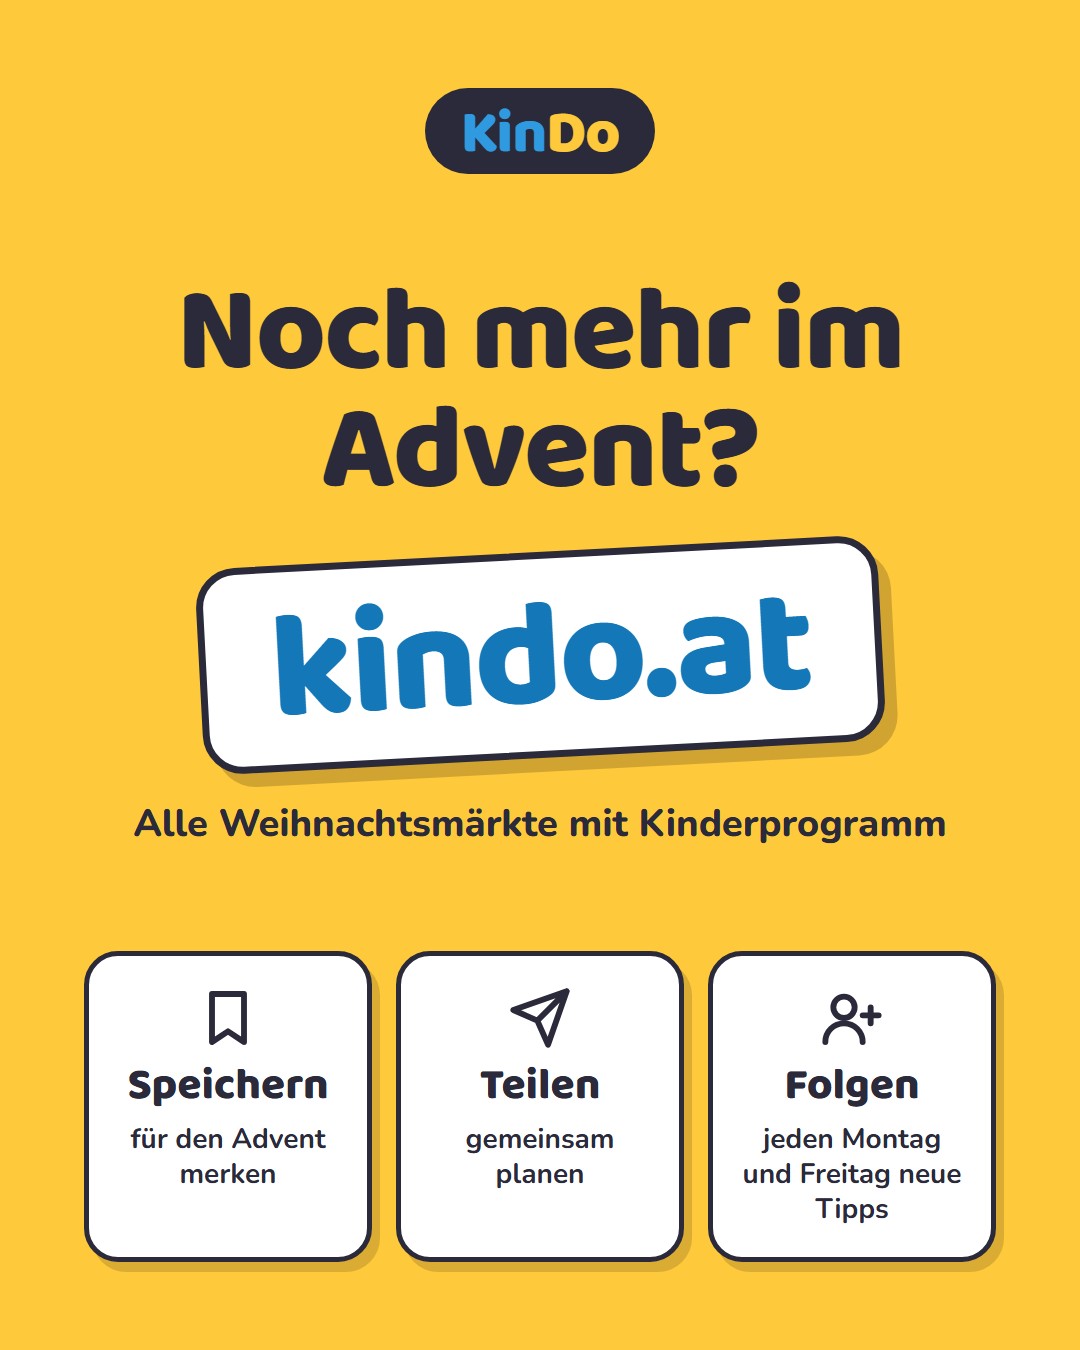 KinDo
Noch mehr im
Advent?
kindo.at
Alle Weihnachtsmärkte mit Kinderprogramm
Speichern
für den Advent
merken
Teilen
gemeinsam
planen
Folgen
jeden Montag
und Freitag neue
Tipps